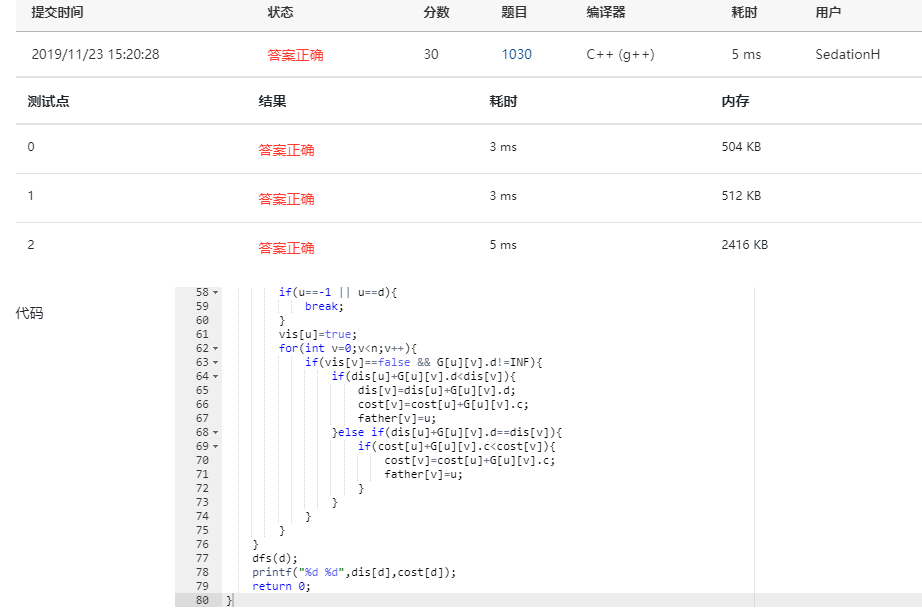 提交时间 状态 分数 题目 编译器 耗时 用户
2019/11/23 15:20:28 答案正确 30 1030 C++ (g++) 5 ms SedationH
测试点 结果 耗时 内存
0 答案正确 3 ms 504 KB
1 答案正确 3 ms 512 KB
2 答案正确 5 ms 2416 KB
代码
58 if(u==-1 || u==d){
59 break;
60 }
61 vis[u]=true;
62 for(int v=0;v<n;v++){
63 if(vis[v]==false && G[u][v].d!=INF){
64 if(dis[u]+G[u][v].d<dis[v]){
65 dis[v]=dis[u]+G[u][v].d;
66 cost[v]=cost[u]+G[u][v].c;
67 father[v]=u;
68 }else if(dis[u]+G[u][v].d==dis[v]){
69 if(cost[u]+G[u][v].c<cost[v]){
70 cost[v]=cost[u]+G[u][v].c;
71 father[v]=u;
72 }
73 }
74 }
75 }
76 }
77 dfs(d);
78 printf("%d %d",dis[d],cost[d]);
79 return 0;
80 }